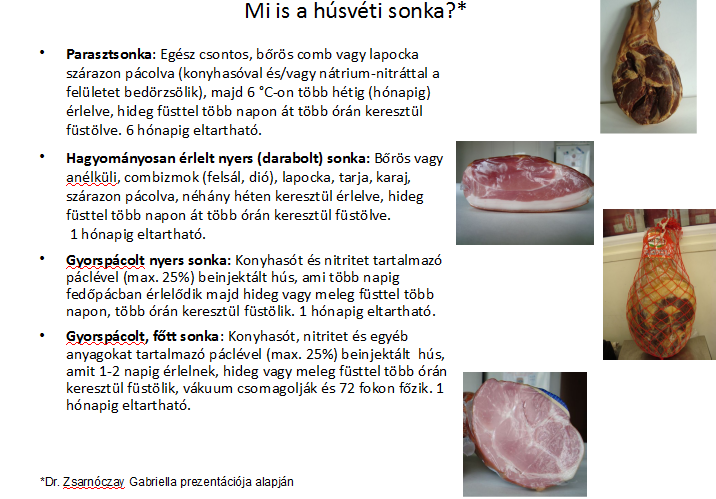 Mi is a húsvéti sonka?*
• Parasztsonka: Egész csontos, bőrös comb vagy lapocka
szárazon pácolva (konyhasóval és/vagy nátrium-nitráttal a
felületet bedörzsölik), majd 6 °C-on több hétig (hónapig)
érlelve, hideg füsttel több napon át több órán keresztül
füstölve. 6 hónapig eltartható.
• Hagyományosan érlelt nyers (darabolt) sonka: Bőrös vagy
anélküli, combizmok (felsál, dió), lapocka, tarja, karaj,
szárazon pácolva, néhány héten keresztül érlelve, hideg
füsttel több napon át több órán keresztül füstölve.
1 hónapig eltartható.
• Gyorspácolt nyers sonka: Konyhasót és nitritet tartalmazó
páclével (max. 25%) beinjektált hús, ami több napig
fedőpácban érlelődik majd hideg vagy meleg füsttel több
napon, több órán keresztül füstölik. 1 hónapig eltartható.
• Gyorspácolt, főtt sonka: Konyhasót, nitritet és egyéb
anyagokat tartalmazó páclével (max. 25%) beinjektált hús,
amit 1-2 napig érlelnek, hideg vagy meleg füsttel több órán
keresztül füstölik, vákuum csomagolják és 72 fokon főzik. 1
hónapig eltartható.
*Dr. Zsarnóczay Gabriella prezentációja alapján